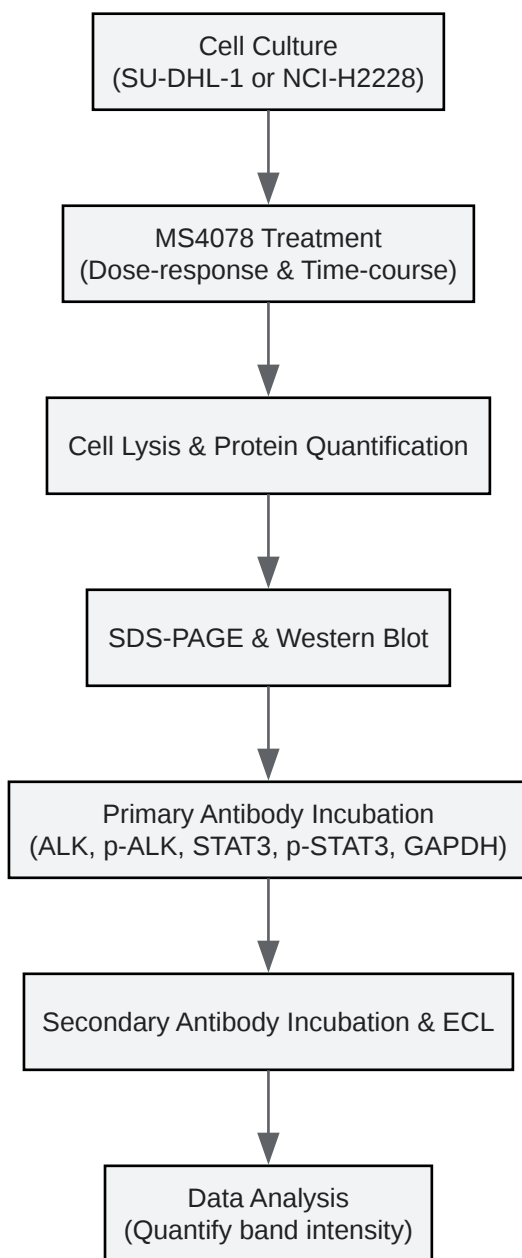 Cell Culture
(SU-DHL-1 or NCI-H2228)
MS4078 Treatment
(Dose-response & Time-course)
Cell Lysis & Protein Quantification
SDS-PAGE & Western Blot
Primary Antibody Incubation
(ALK, p-ALK, STAT3, p-STAT3, GAPDH)
Secondary Antibody Incubation & ECL
Data Analysis
(Quantify band intensity)